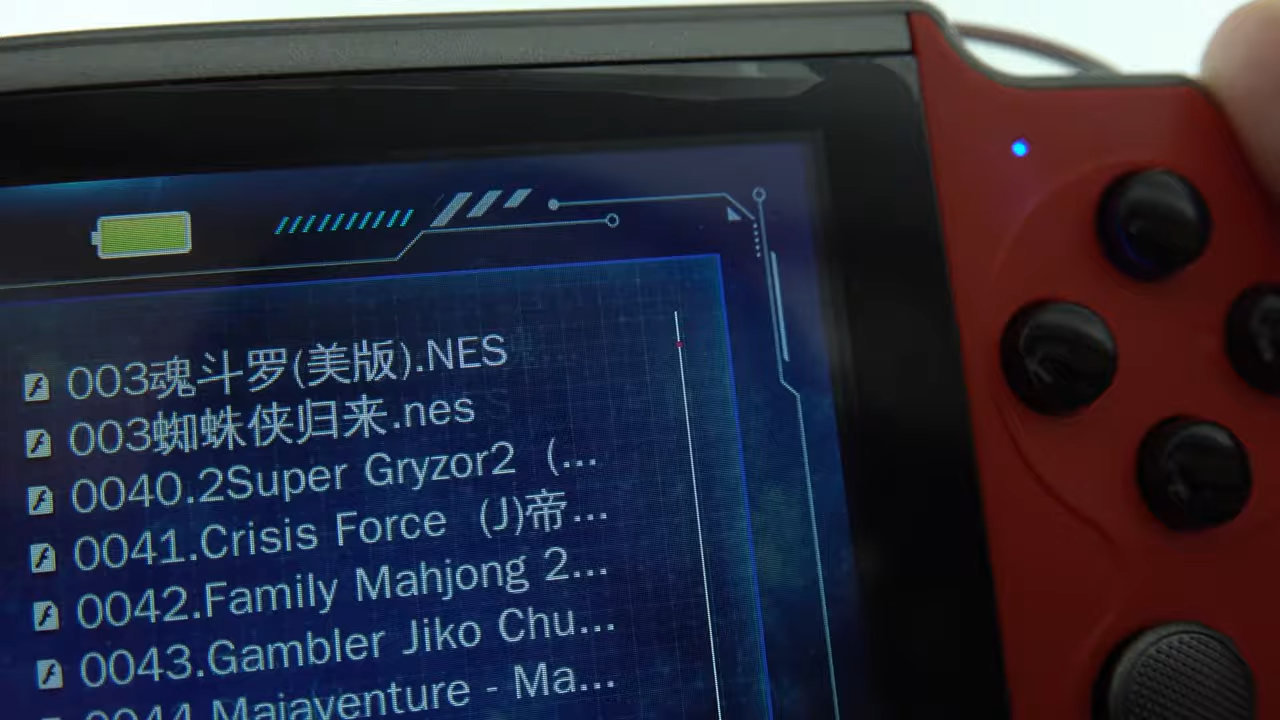 003魂斗罗(美版).NES
003蜘蛛侠归来.nes
0040.2Super Gryzor2 (...
0041.Crisis Force (J)帝...
0042.Family Mahjong 2...
0043.Gambler Jiko Chu...
0044.Majaventure - Ma...